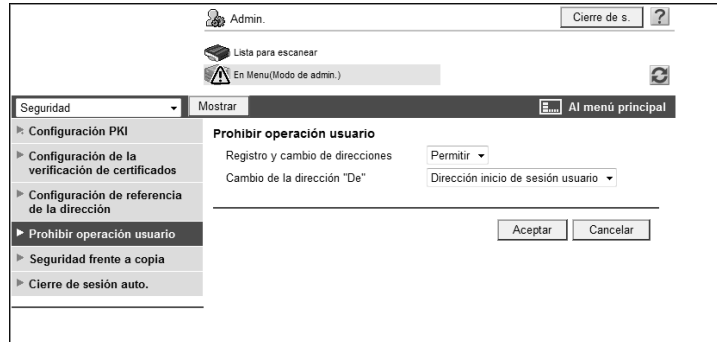 Admin.
Cierre de s.
?
Lista para escanear
En Menu(Modo de admin.)
Seguridad
Mostrar
Al menú principal
Configuración PKI
Configuración de la
verificación de certificados
Configuración de referencia
de la dirección
Prohibir operación usuario
Seguridad frente a copia
Cierre de sesión auto.
Prohibir operación usuario
Registro y cambio de direcciones
Permitir
Cambio de la dirección "De"
Dirección inicio de sesión usuario
Aceptar
Cancelar